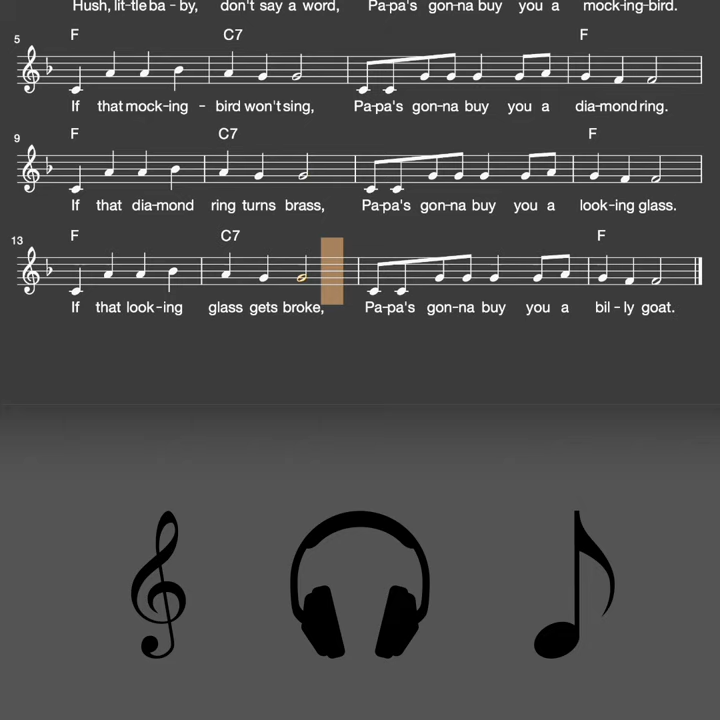 Hush, lit-tle ba - by, don't say a word, Pa-pa's gon-na buy you a mock-ing-bird.
5 F C7 F
If that mock-ing - bird won't sing, Pa-pa's gon-na buy you a dia-mond ring.
9 F C7 F
If that dia-mond ring turns brass, Pa-pa's gon-na buy you a look-ing glass.
13 F C7 F
If that look-ing glass gets broke, Pa-pa's gon-na buy you a bil - ly goat.